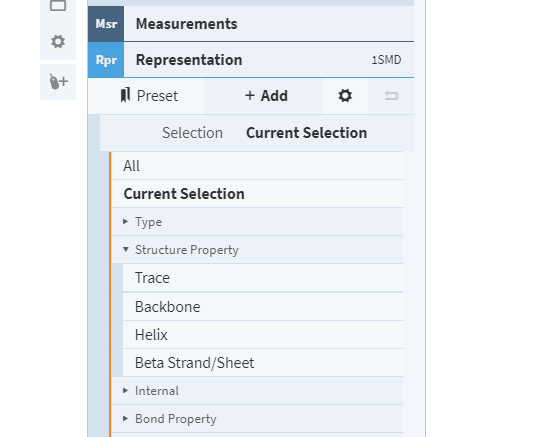 Msr Measurements
Rpr Representation 1SMD
Preset + Add
Selection Current Selection
All
Current Selection
Type
Structure Property
Trace
Backbone
Helix
Beta Strand/Sheet
Internal
Bond Property